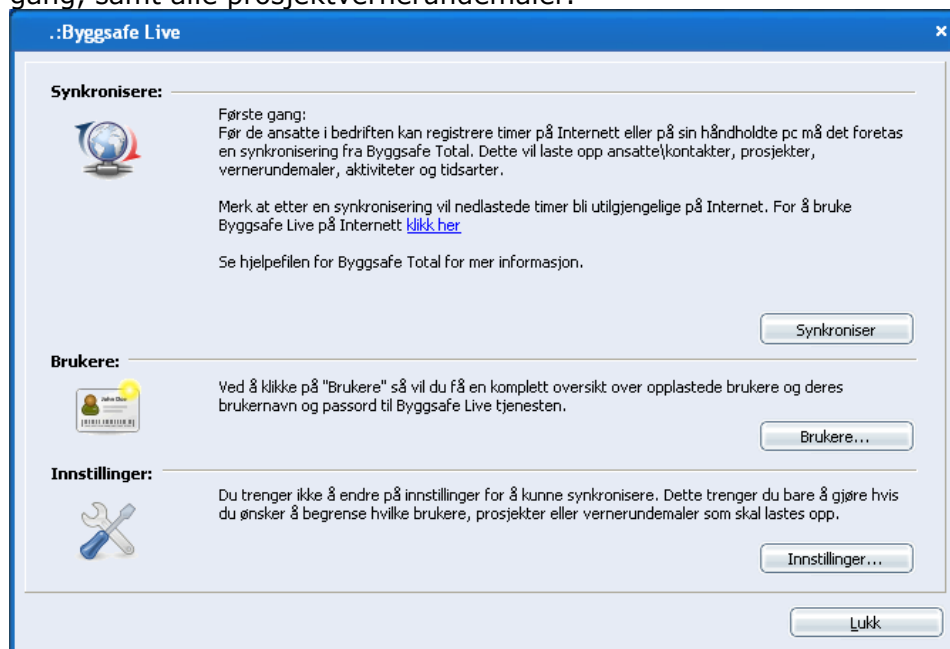 gang, samt alle prosjektvernerundemaler.
.:Byggsafe Live
Synkronisere:
Første gang:
Før de ansatte i bedriften kan registrere timer på Internett eller på sin håndholdte pc må det foretas
en synkronisering fra Byggsafe Total. Dette vil laste opp ansatte\kontakter, prosjekter,
vernerundemaler, aktiviteter og tidsarter.
Merk at etter en synkronisering vil nedlastede timer bli utilgjengelige på Internet. For å bruke
Byggsafe Live på Internett klikk her
Se hjelpefilen for Byggsafe Total for mer informasjon.
Synkroniser
Brukere:
John Doe
Ved å klikke på "Brukere" så vil du få en komplett oversikt over opplastede brukere og deres
brukernavn og passord til Byggsafe Live tjenesten.
Brukere...
Innstillinger:
Du trenger ikke å endre på innstillinger for å kunne synkronisere. Dette trenger du bare å gjøre hvis
du ønsker å begrense hvilke brukere, prosjekter eller vernerundemaler som skal lastes opp.
Innstillinger...
Lukk